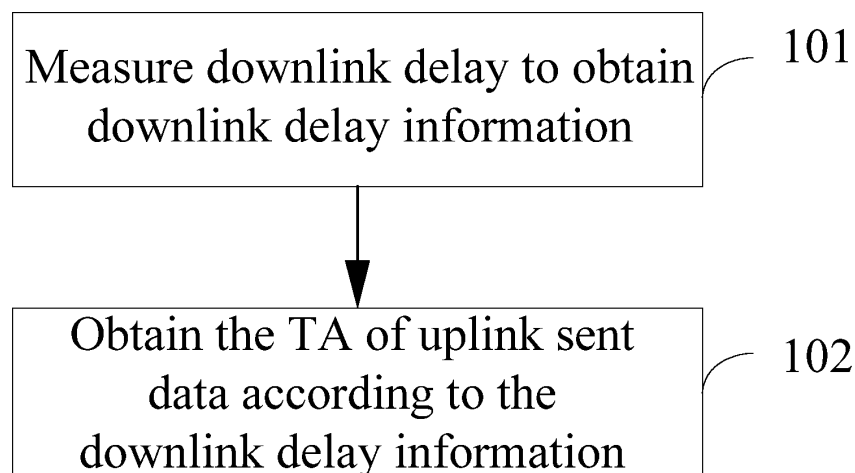 Measure downlink delay to obtain
downlink delay information
101
Obtain the TA of uplink sent
data according to the
downlink delay information
102